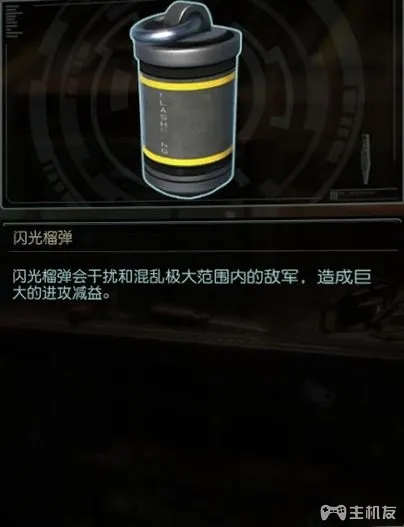 闪光榴弹
闪光榴弹会干扰和混乱极大范围内的敌军，造成巨
大的进攻减益。
主机友